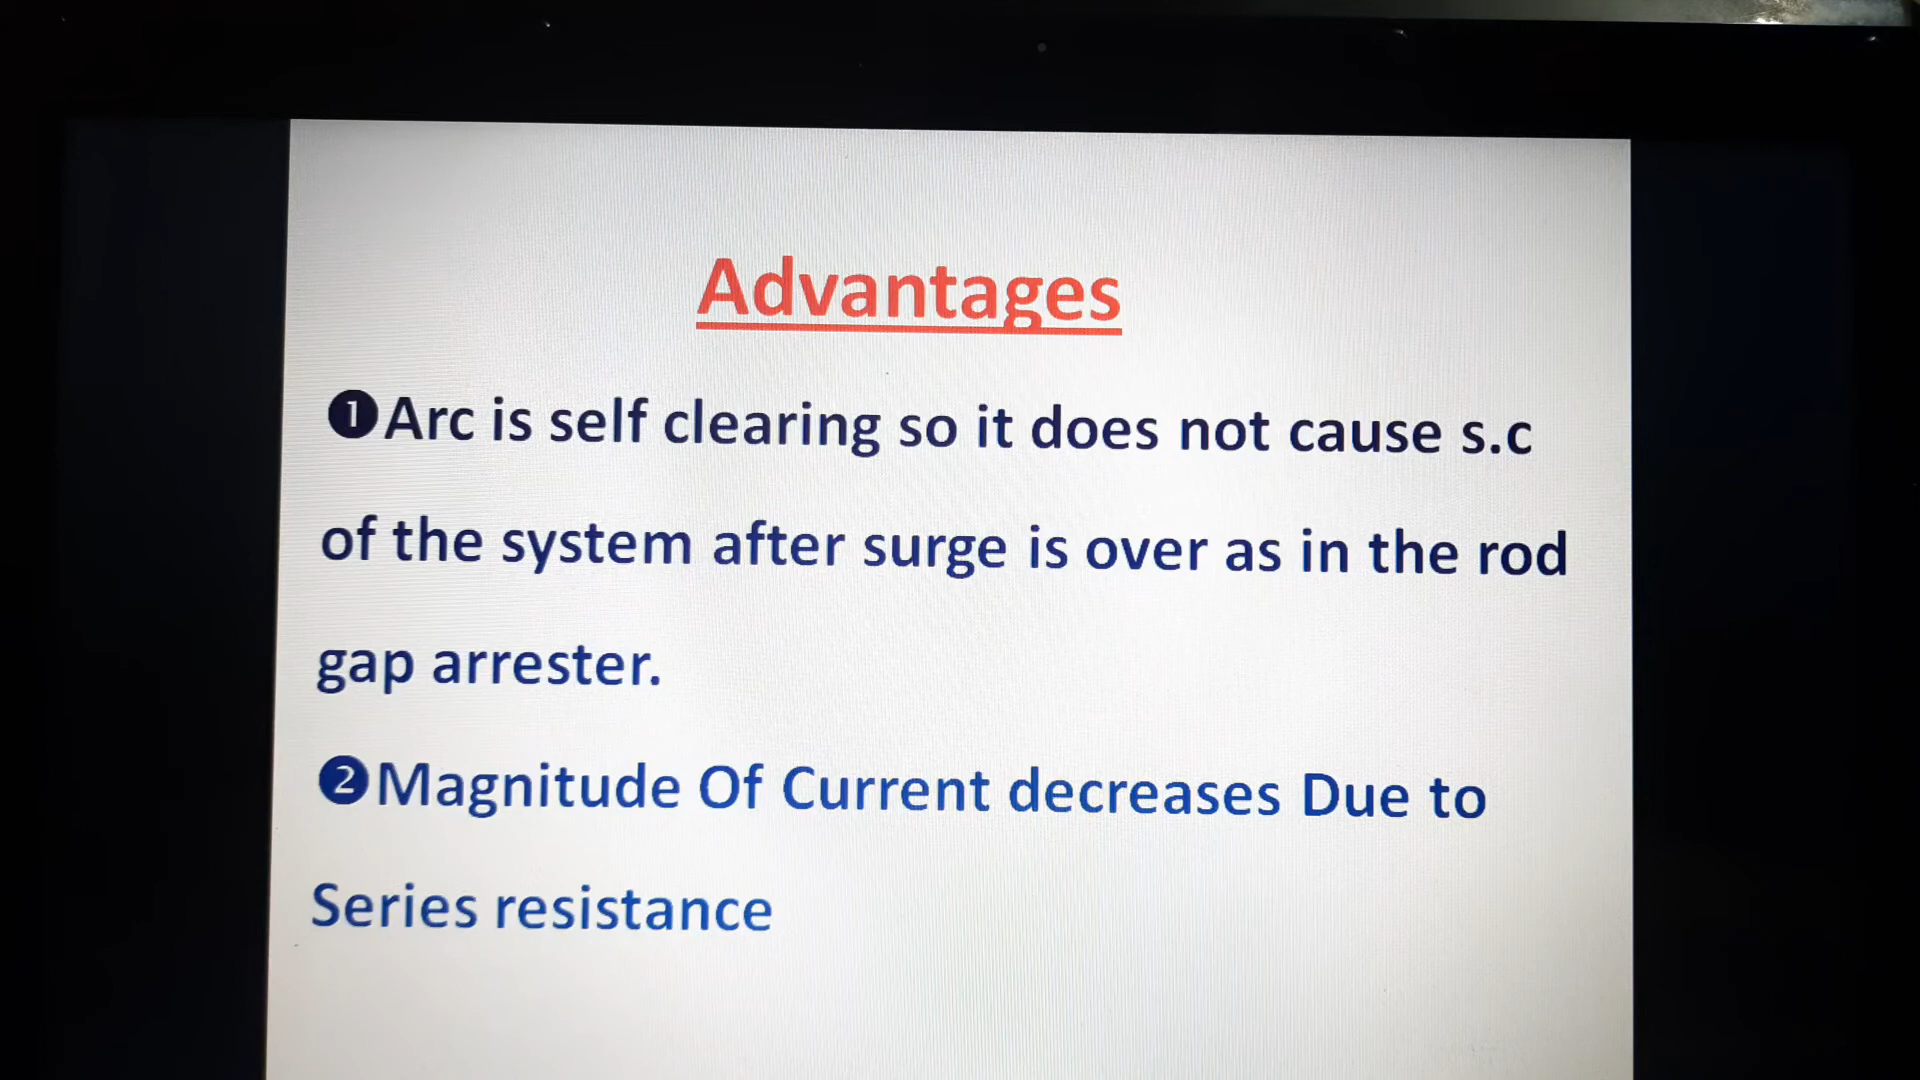 Advantages
❶Arc is self clearing so it does not cause s.c
of the system after surge is over as in the rod
gap arrester.
❷Magnitude Of Current decreases Due to
Series resistance